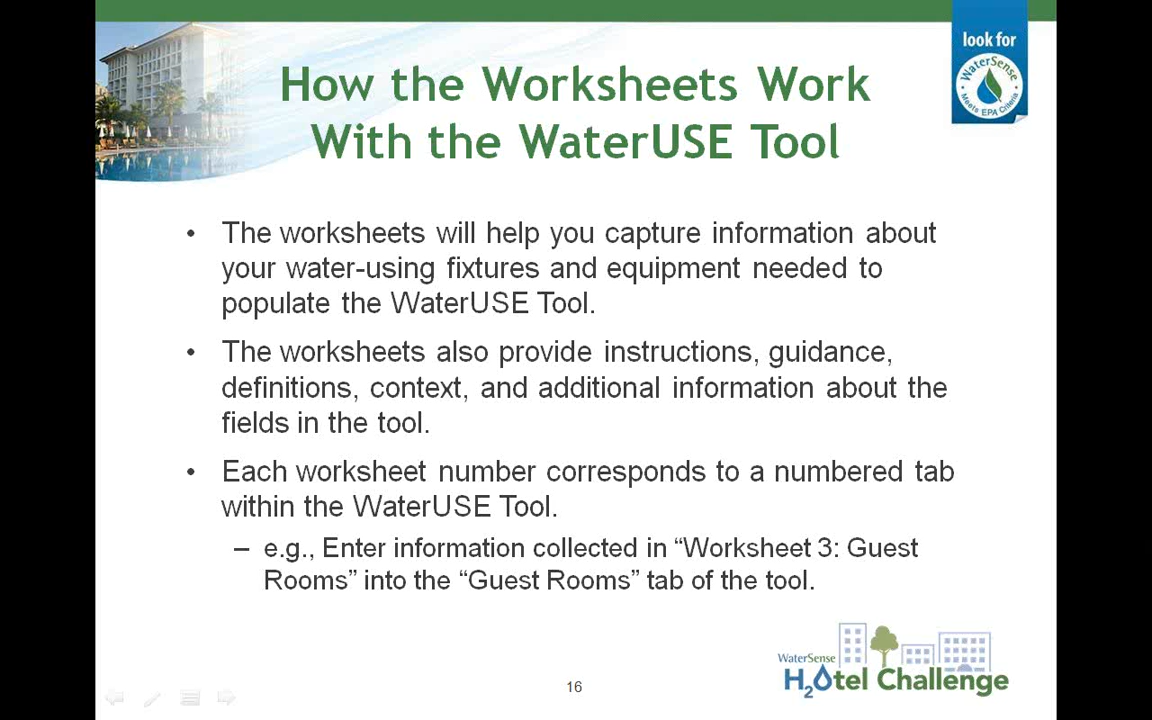 look for
WaterSense
Meets EPA Criteria
How the Worksheets Work
With the WaterUSE Tool
• The worksheets will help you capture information about
your water-using fixtures and equipment needed to
populate the WaterUSE Tool.
• The worksheets also provide instructions, guidance,
definitions, context, and additional information about the
fields in the tool.
• Each worksheet number corresponds to a numbered tab
within the WaterUSE Tool.
– e.g., Enter information collected in “Worksheet 3: Guest
Rooms” into the “Guest Rooms” tab of the tool.
16
WaterSense
H2Otel Challenge